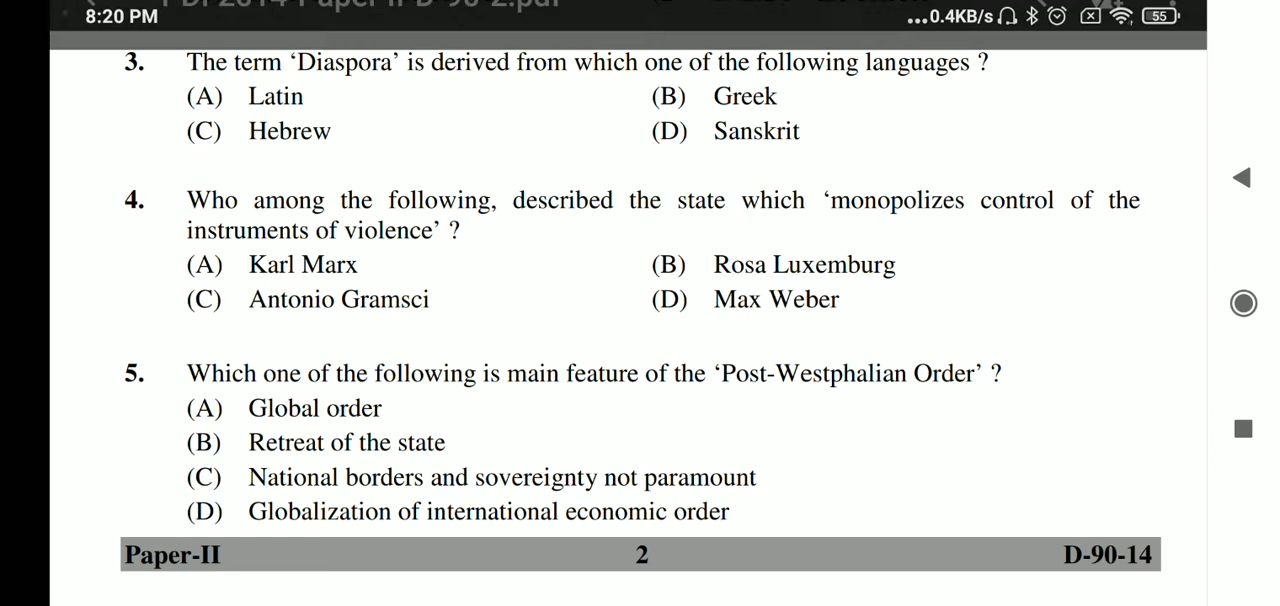 8:20 PM
...0.4KB/s
55
3. The term ‘Diaspora’ is derived from which one of the following languages ?
(A) Latin (B) Greek
(C) Hebrew (D) Sanskrit
4. Who among the following, described the state which ‘monopolizes control of the
instruments of violence’ ?
(A) Karl Marx (B) Rosa Luxemburg
(C) Antonio Gramsci (D) Max Weber
5. Which one of the following is main feature of the ‘Post-Westphalian Order’ ?
(A) Global order
(B) Retreat of the state
(C) National borders and sovereignty not paramount
(D) Globalization of international economic order
Paper-II 2 D-90-14